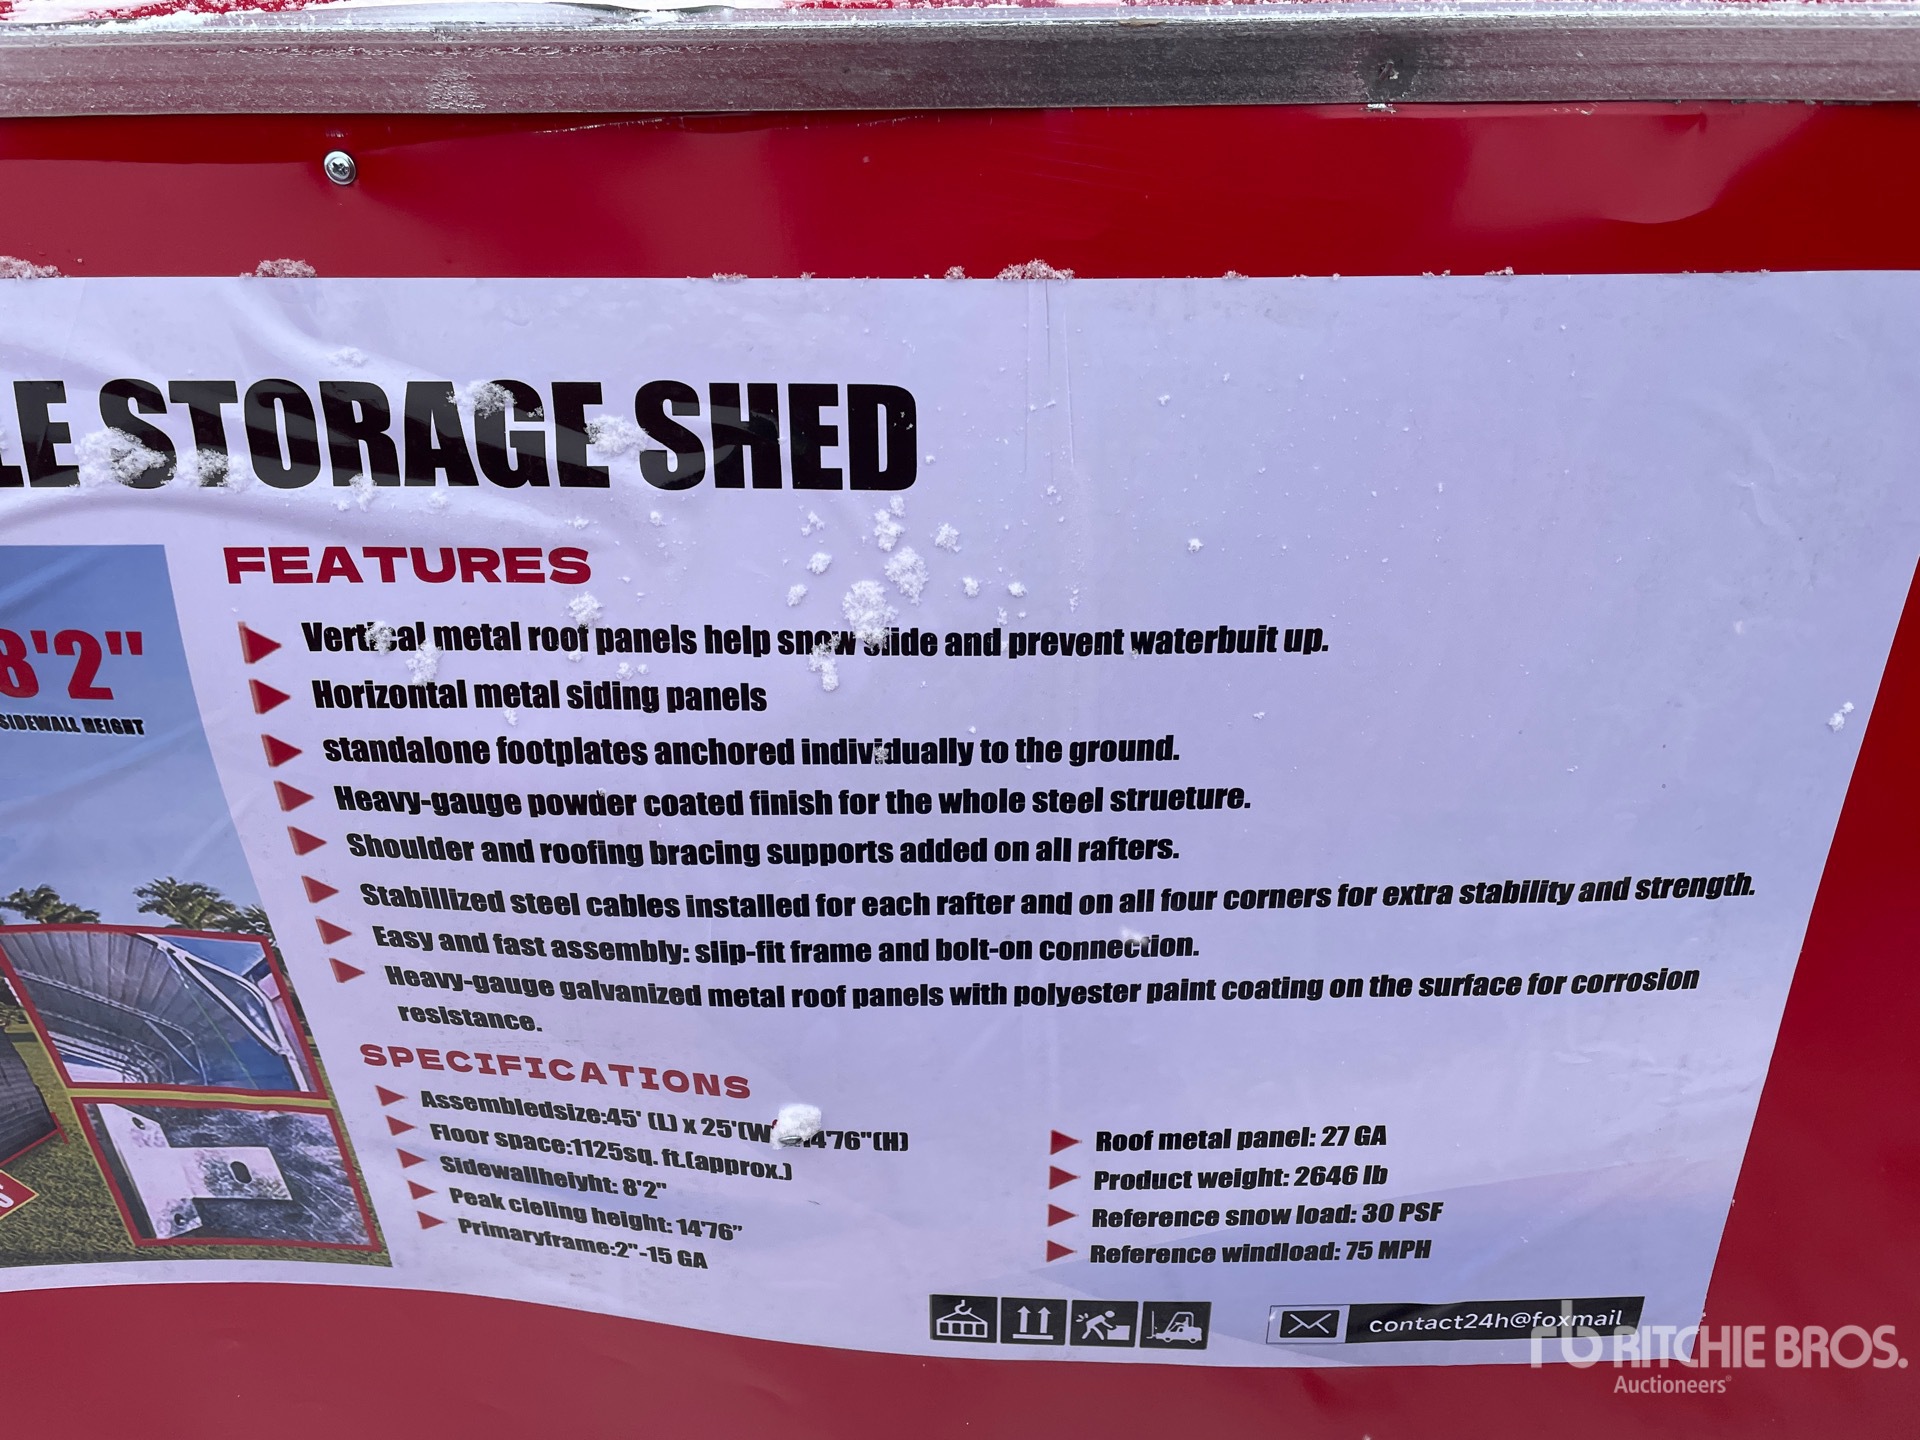 LE STORAGE SHED
8'2"
SIDEWALL HEIGHT
FEATURES
Vertical metal roof panels help snow slide and prevent waterbuit up.
Horizontal metal siding panels
standalone footplates anchored individually to the ground.
Heavy-gauge powder coated finish for the whole steel strueture.
Shoulder and roofing bracing supports added on all rafters.
Stabillized steel cables installed for each rafter and on all four corners for extra stability and strength.
Easy and fast assembly: slip-fit frame and bolt-on connection.
Heavy-gauge galvanized metal roof panels with polyester paint coating on the surface for corrosion
resistance.
SPECIFICATIONS
Assembledsize:45' (L) x 25'(W 14'76"(H)
Floor space:1125sq. ft.(approx.)
Sidewallheiyht: 8'2"
Peak cieling height: 14'76"
Primaryframe:2"-15 GA
Roof metal panel: 27 GA
Product weight: 2646 lb
Reference snow load: 30 PSF
Reference windload: 75 MPH
contact24h@foxmail
rb RITCHIE BROS.
Auctioneers